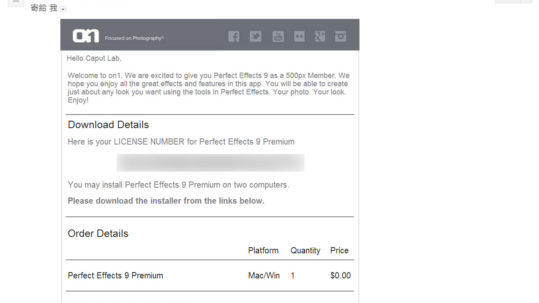 寄給 我
on1 Focused on Photography®
Hello Caput Lab,
Welcome to on1. We are excited to give you Perfect Effects 9 as a 500px Member. We
hope you enjoy all the great effects and features in this app. You will be able to create
just about any look you want using the tools in Perfect Effects. Your photo. Your look.
Enjoy!
Download Details
Here is your LICENSE NUMBER for Perfect Effects 9 Premium
You may install Perfect Effects 9 Premium on two computers.
Please download the installer from the links below.
Order Details
Platform Quantity Price
Perfect Effects 9 Premium Mac/Win 1 $0.00